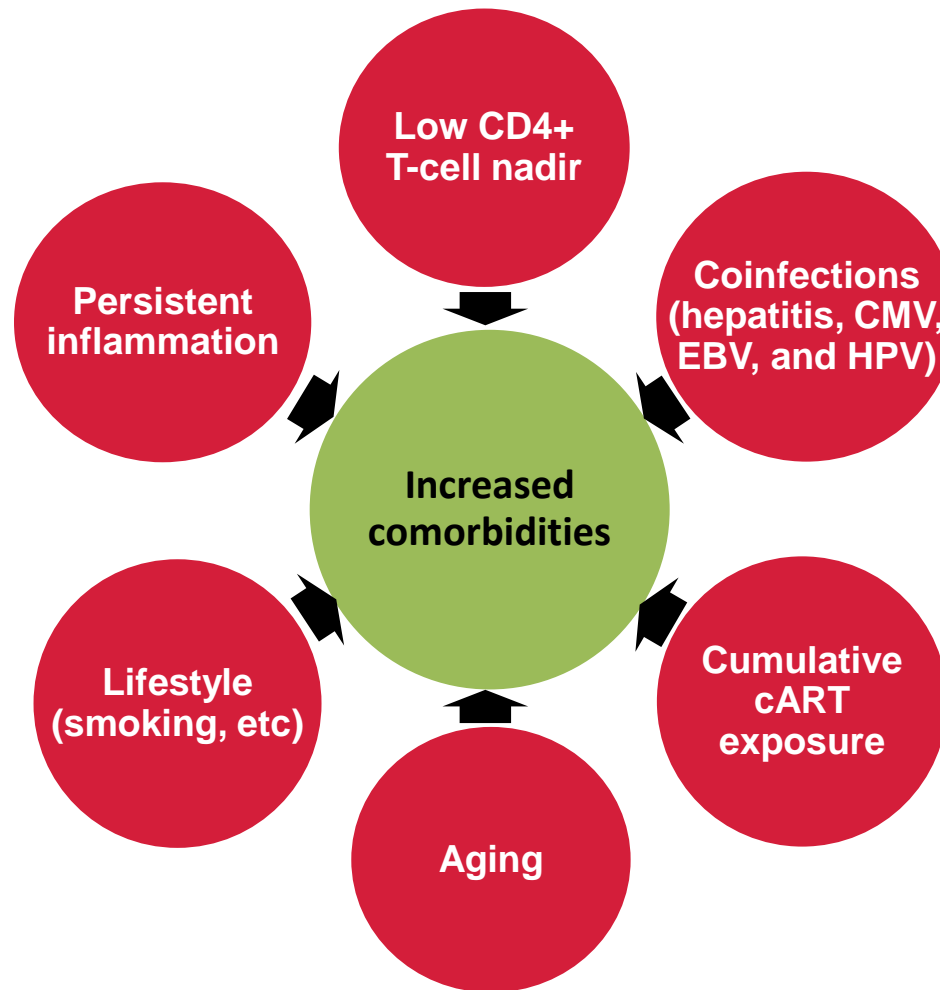 Low CD4+
T-cell nadir
Persistent
inflammation
Coinfections
(hepatitis, CMV,
EBV, and HPV)
Increased
comorbidities
Lifestyle
(smoking, etc)
Cumulative
cART
exposure
Aging